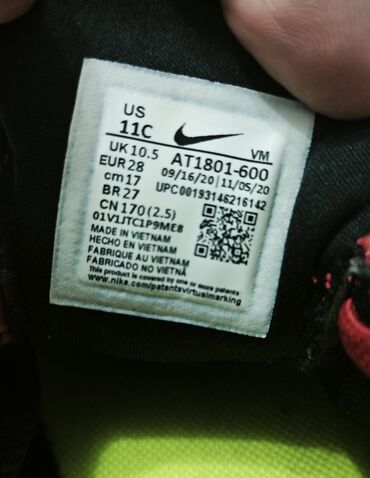 US
11C
VM
UK 10.5 AT1801-600
EUR 28 09/16/20 11/05/20
cm 17 UPC00193146216142
BR 27
CN 170 (2.5)
01V1JTC1P9ME8
MADE IN VIETNAM
HECHO EN VIETNAM
FABRIQUE AU VIETNAM
FABRICADO NO VIETNÃ
This product is covered by one or more patents
www.nike.com/patentsvirtualmarking